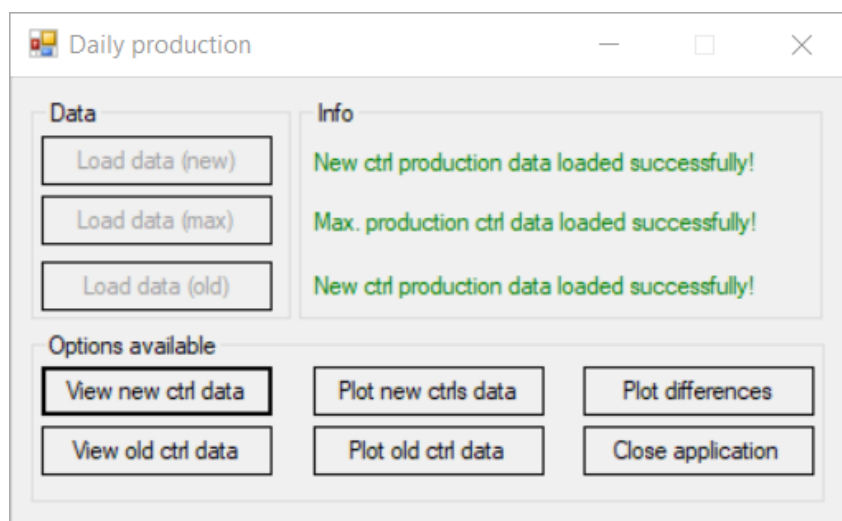 Daily production
Data
Info
Load data (new)
New ctrl production data loaded successfully!
Load data (max)
Max. production ctrl data loaded successfully!
Load data (old)
New ctrl production data loaded successfully!
Options available
View new ctrl data
Plot new ctrls data
Plot differences
View old ctrl data
Plot old ctrl data
Close application